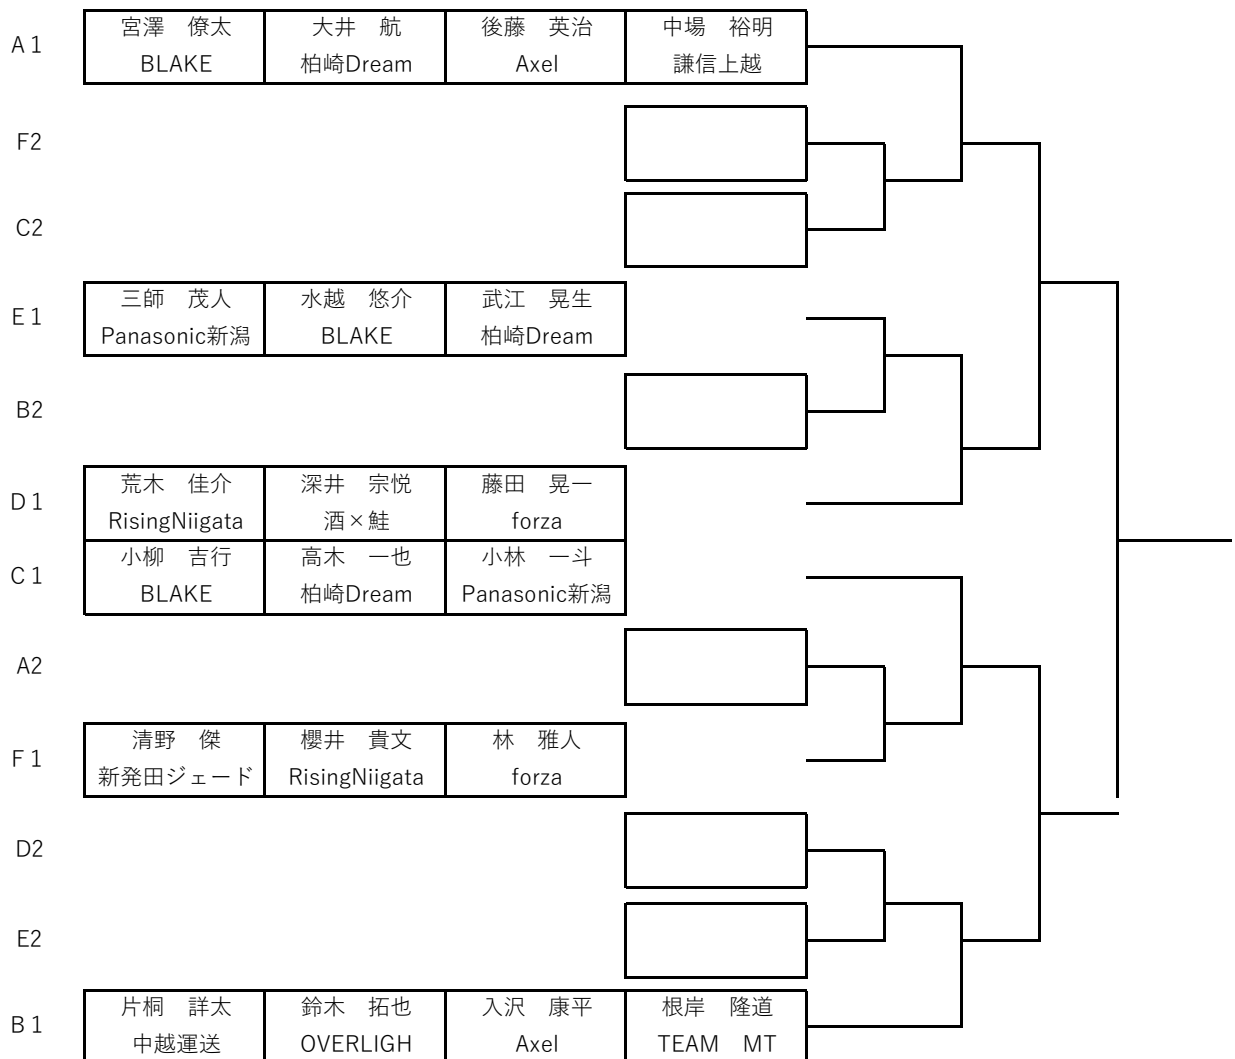 A1 宮澤　僚太 大井　航 後藤　英治 中場　裕明
BLAKE 柏崎Dream Axel 謙信上越
F2
C2
E1 三師　茂人 水越　悠介 武江　晃生
Panasonic新潟 BLAKE 柏崎Dream
B2
D1 荒木　佳介 深井　宗悦 藤田　晃一
RisingNiigata 酒×鮭 forza
C1 小柳　吉行 高木　一也 小林　一斗
BLAKE 柏崎Dream Panasonic新潟
A2
F1 清野　傑 櫻井　貴文 林　雅人
新発田ジェード RisingNiigata forza
D2
E2
B1 片桐　詳太 鈴木　拓也 入沢　康平 根岸　隆道
中越運送 OVERLIGH Axel TEAM　MT